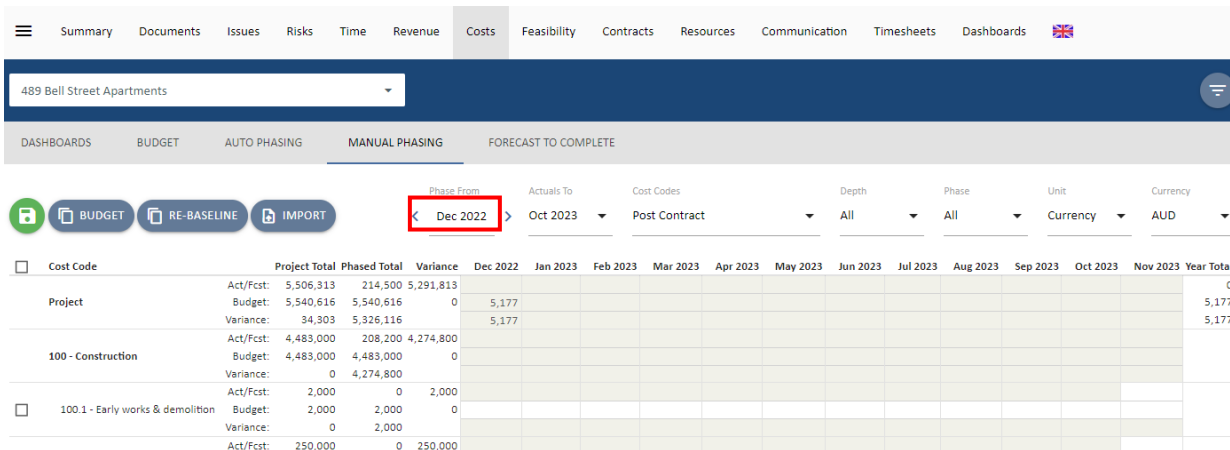 Summary Documents Issues Risks Time Revenue Costs Feasibility Contracts Resources Communication Timesheets Dashboards
489 Bell Street Apartments
DASHBOARDS BUDGET AUTO PHASING MANUAL PHASING FORECAST TO COMPLETE
Phase From Actuals To Cost Codes Depth Phase Unit Currency
BUDGET RE-BASELINE IMPORT Dec 2022 Oct 2023 Post Contract All All Currency AUD
Cost Code Project Total Phased Total Variance Dec 2022 Jan 2023 Feb 2023 Mar 2023 Apr 2023 May 2023 Jun 2023 Jul 2023 Aug 2023 Sep 2023 Oct 2023 Nov 2023 Year Total
Act/Fcst: 5,506,313 214,500 5,291,813 0
Project Budget: 5,540,616 5,540,616 0 5,177 5,177
Variance: 34,303 5,326,116 5,177 5,177
Act/Fcst: 4,483,000 208,200 4,274,800
100 - Construction Budget: 4,483,000 4,483,000 0
Variance: 0 4,274,800
Act/Fcst: 2,000 0 2,000
100.1 - Early works & demolition Budget: 2,000 2,000 0
Variance: 0 2,000
Act/Fcst: 250.000 0 250.000